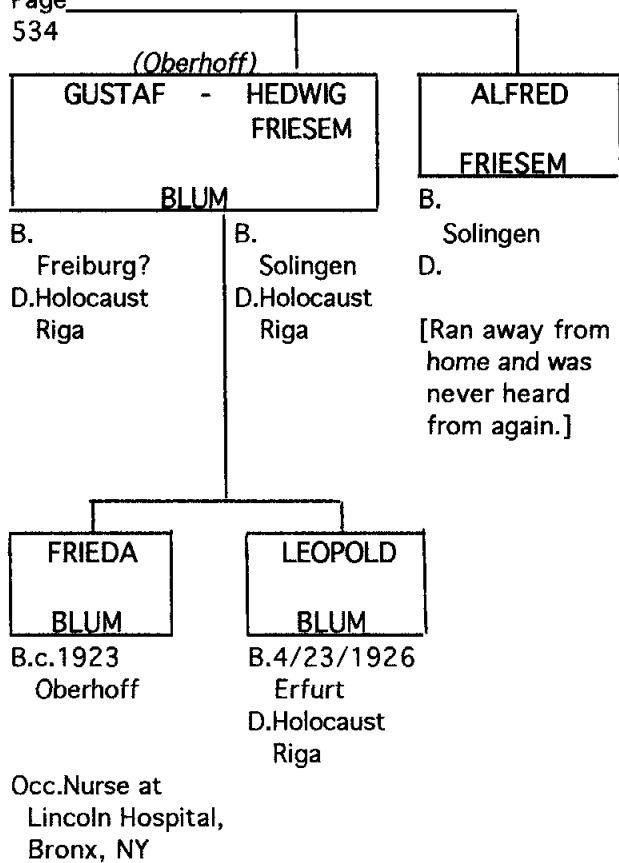 Page
534
(Oberhoff)
GUSTAF - HEDWIG
FRIESEM
BLUM
B.
Freiburg?
D.Holocaust
Riga
B.
Solingen
D.Holocaust
Riga
ALFRED
FRIESEM
B.
Solingen
D.
[Ran away from
home and was
never heard
from again.]
FRIEDA
BLUM
B.c.1923
Oberhoff
Occ.Nurse at
Lincoln Hospital,
Bronx, NY
LEOPOLD
BLUM
B.4/23/1926
Erfurt
D.Holocaust
Riga